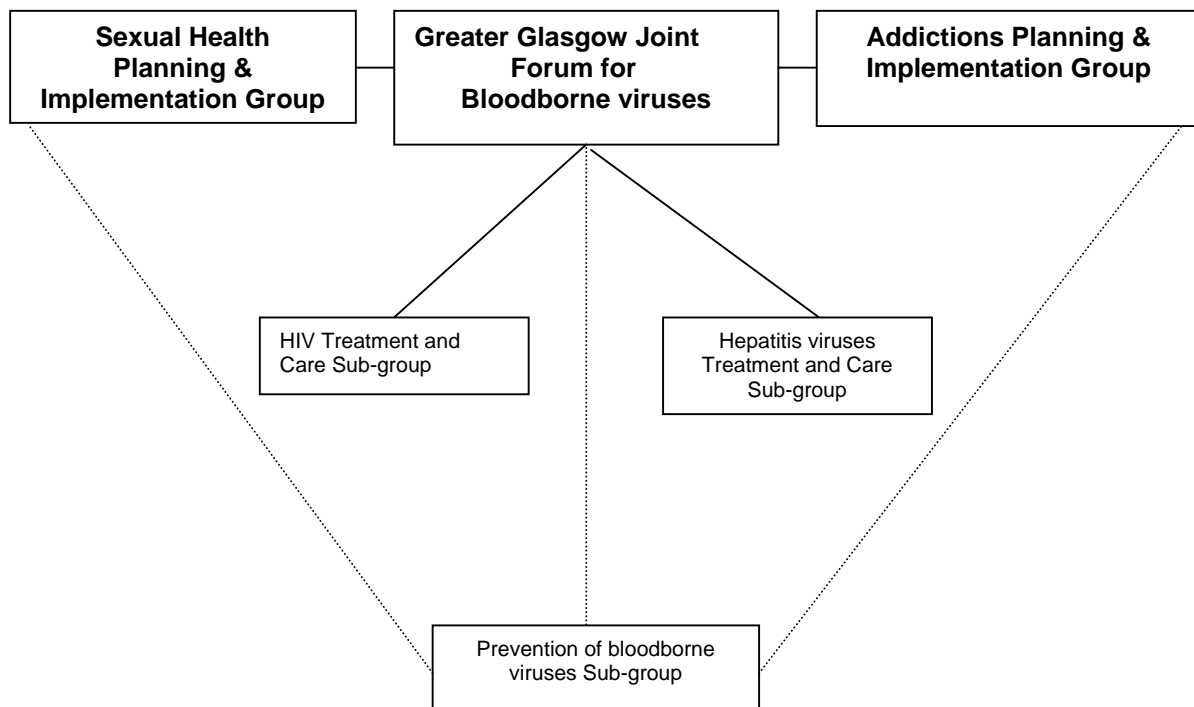 Sexual Health
Planning &
Implementation Group
Greater Glasgow Joint
Forum for
Bloodborne viruses
Addictions Planning &
Implementation Group
HIV Treatment and
Care Sub-group
Hepatitis viruses
Treatment and Care
Sub-group
Prevention of bloodborne
viruses Sub-group